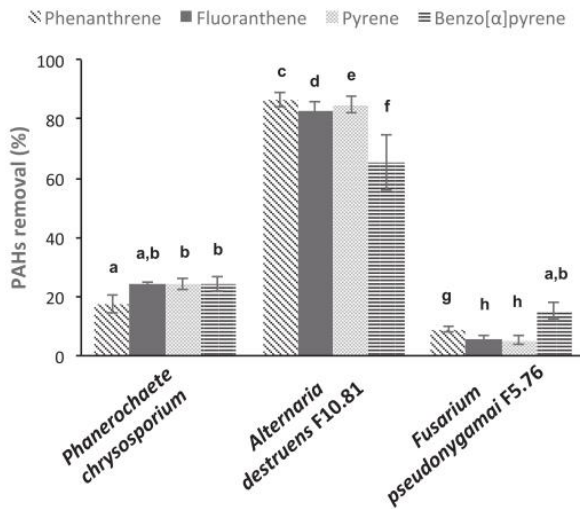 Phenanthrene Fluoranthene Pyrene Benzo[α]pyrene
PAHs removal (%)
100
80
60
40
20
0
a
a,b
b
b
c
d
e
f
g
h
h
a,b
Phanerochaete
chrysosporium
Alternaria
destruens F10.81
Fusarium
pseudonygamai F5.76